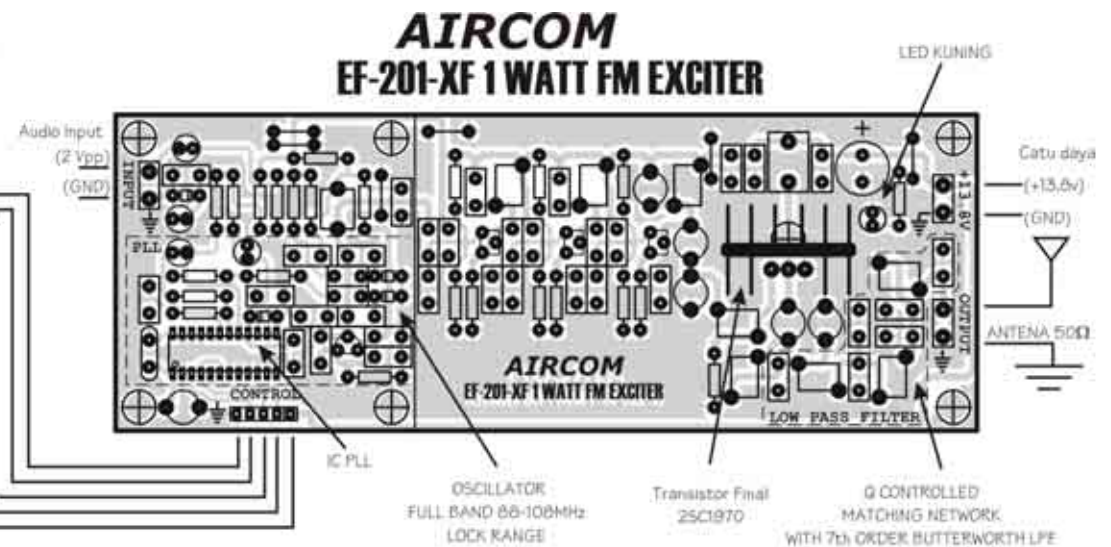 AIRCOM
EF-201-XF 1 WATT FM EXCITER
LED KUNING
Audio Input
(2 Vpp)
(GND)
INPUT
+
+13.8V
Catu daya
(+13,8v)
(GND)
PLL
OUTPUT
ANTENA 50Ω
AIRCOM
EF-201-XF 1 WATT FM EXCITER
CONTROL
LOW PASS FILTER
IC PLL
OSCILLATOR
FULL BAND 88-108MHz
LOCK RANGE
Transistor Final
2SC1970
Q CONTROLLED
MATCHING NETWORK
WITH 7th ORDER BUTTERWORTH LPF